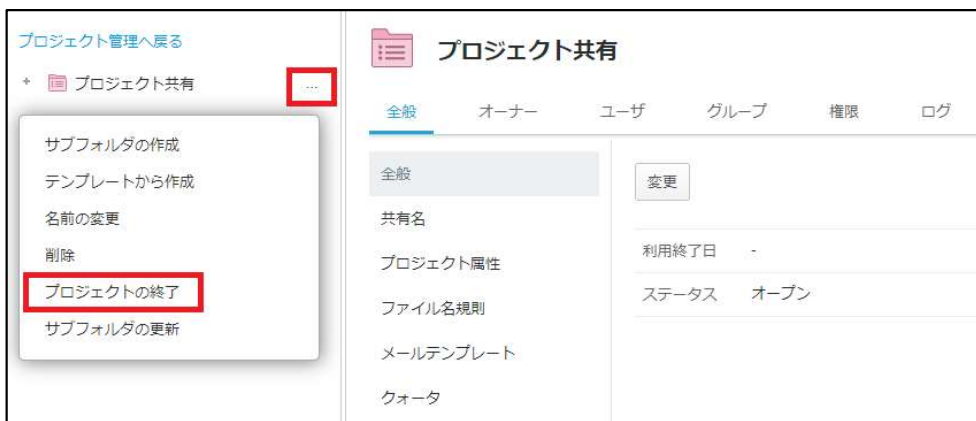 プロジェクト管理へ戻る
+ プロジェクト共有 ...
サブフォルダの作成
テンプレートから作成
名前の変更
削除
プロジェクトの終了
サブフォルダの更新
プロジェクト共有
全般 オーナー ユーザ グループ 権限 ログ
全般
共有名
プロジェクト属性
ファイル名規則
メールテンプレート
クォータ
変更
利用終了日 -
ステータス オープン